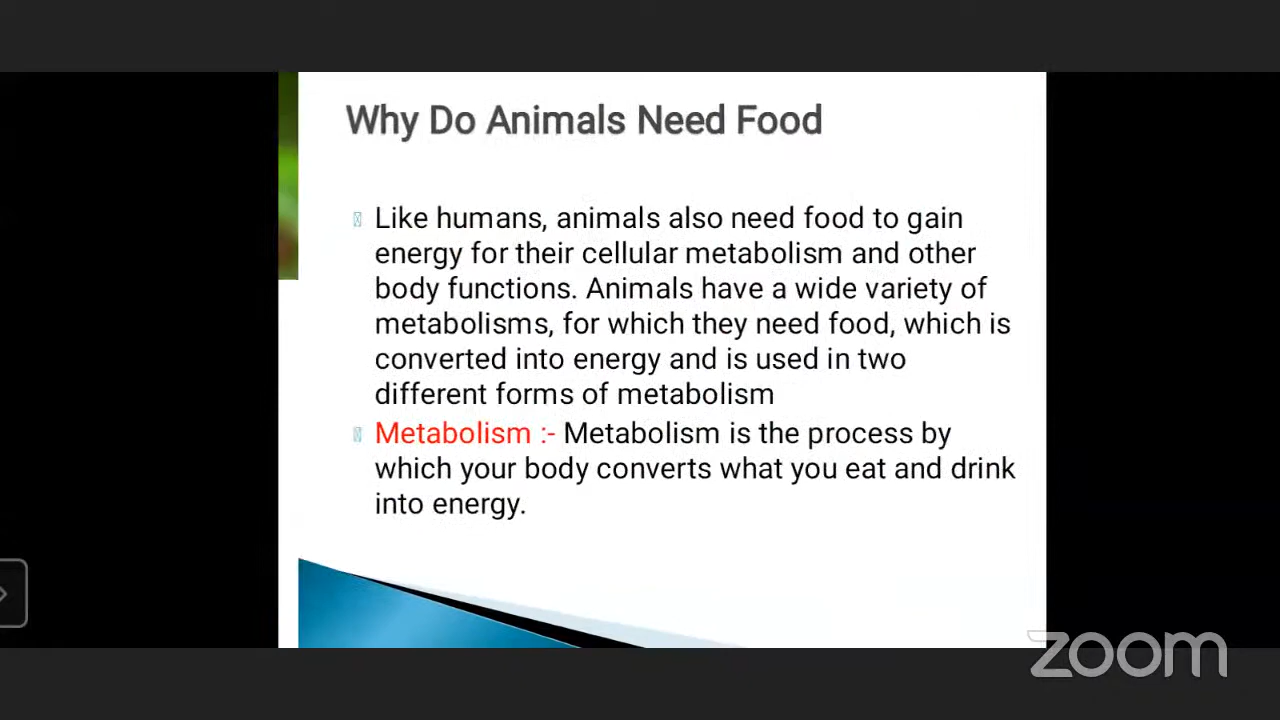 Why Do Animals Need Food
Like humans, animals also need food to gain
energy for their cellular metabolism and other
body functions. Animals have a wide variety of
metabolisms, for which they need food, which is
converted into energy and is used in two
different forms of metabolism
Metabolism :- Metabolism is the process by
which your body converts what you eat and drink
into energy.
zoom